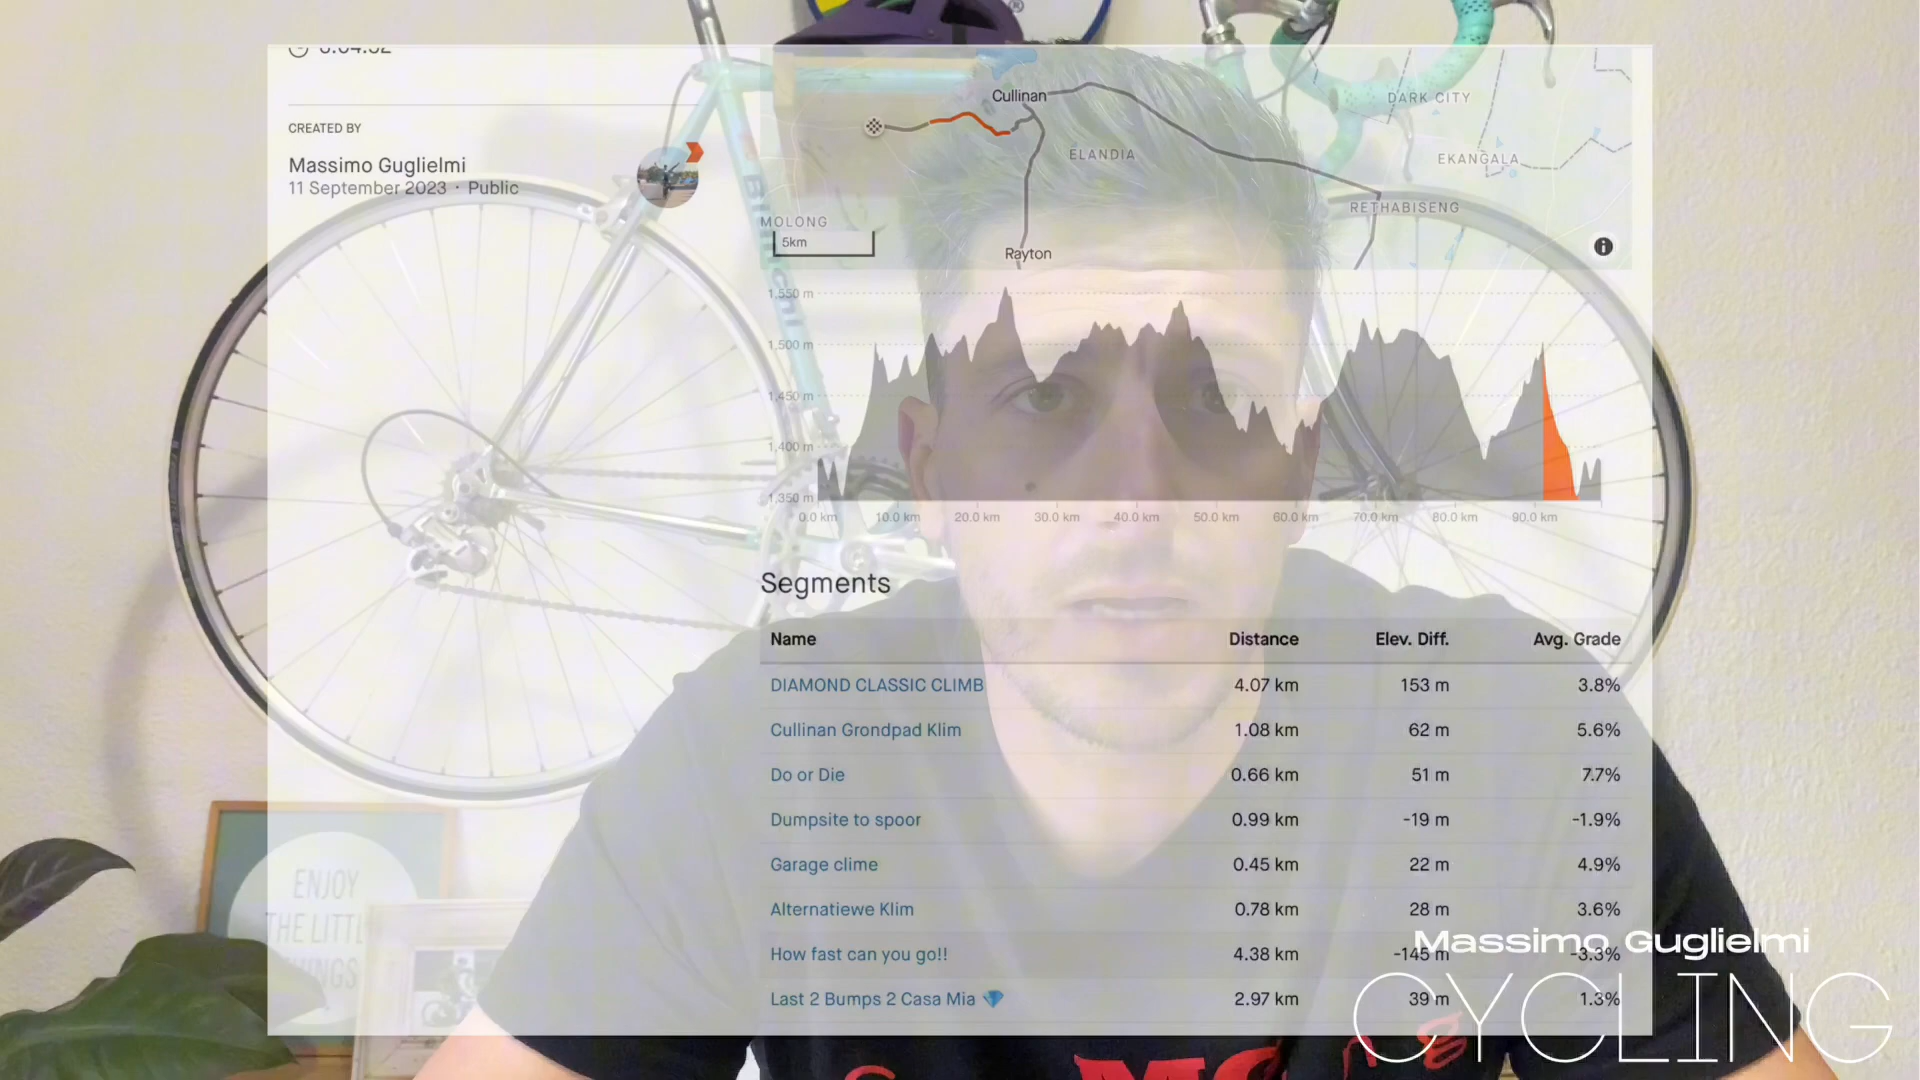 CREATED BY
Massimo Guglielmi
11 September 2023 · Public
Cullinan
DARK CITY
ELANDIA
EKANGALA
RETHABISENG
MOLONG
5km
Rayton
1,550 m
1,500 m
1,450 m
1,400 m
1,350 m
0.0 km 10.0 km 20.0 km 30.0 km 40.0 km 50.0 km 60.0 km 70.0 km 80.0 km 90.0 km
Segments
Name Distance Elev. Diff. Avg. Grade
DIAMOND CLASSIC CLIMB 4.07 km 153 m 3.8%
Cullinan Grondpad Klim 1.08 km 62 m 5.6%
Do or Die 0.66 km 51 m 7.7%
Dumpsite to spoor 0.99 km -19 m -1.9%
Garage clime 0.45 km 22 m 4.9%
Alternatiewe Klim 0.78 km 28 m 3.6%
How fast can you go!! 4.38 km -145 m -3.3%
Last 2 Bumps 2 Casa Mia 💎 2.97 km 39 m 1.3%
ENJOY
THE LITTL
Massimo Guglielmi
CYCLING